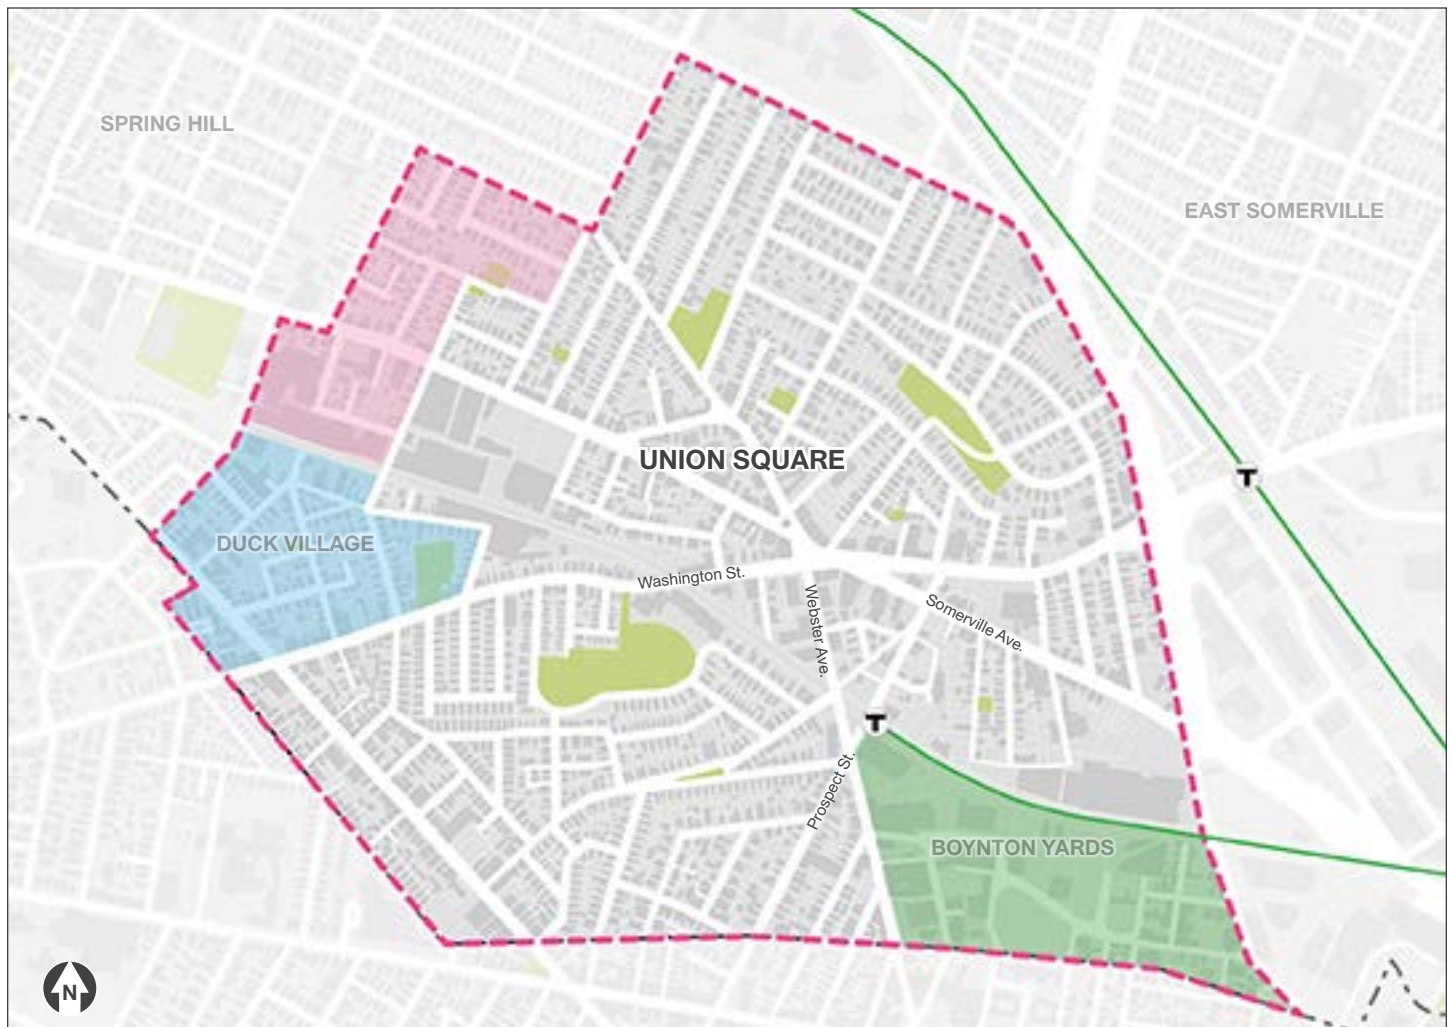 SPRING HILL
EAST SOMERVILLE
UNION SQUARE
T
DUCK VILLAGE
Washington St.
Webster Ave.
Somerville Ave.
T
Prospect St.
BOYNTON YARDS
N